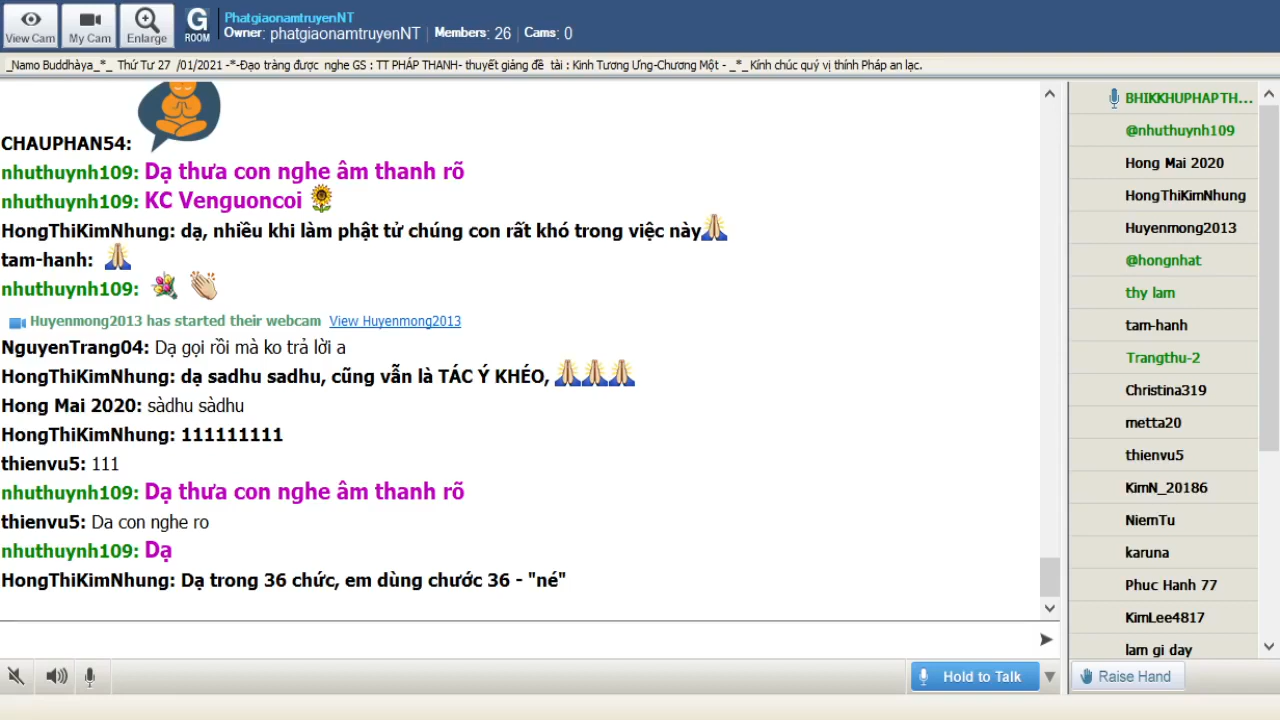 View Cam
My Cam
Enlarge
G
ROOM
PhatgiaonamtruyenNT
Owner: phatgiaonamtruyenNT | Members: 26 | Cams: 0
_Namo Buddhàya_*_ Thứ Tư 27 /01/2021 -*-Đạo tràng được nghe GS : TT PHÁP THANH- thuyết giảng đề tài : Kinh Tương Ưng-Chương Một - _*_Kính chúc quý vị thính Pháp an lạc.
CHAUPHAN54:
nhuthuynh109: Dạ thưa con nghe âm thanh rõ
nhuthuynh109: KC Venguoncoi
HongThiKimNhung: dạ, nhiều khi làm phật tử chúng con rất khó trong việc này
tam-hanh:
nhuthuynh109:
Huyenmong2013 has started their webcam View Huyenmong2013
NguyenTrang04: Dạ gọi rồi mà ko trả lời a
HongThiKimNhung: dạ sadhu sadhu, cũng vẫn là TÁC Ý KHÉO,
Hong Mai 2020: sàdhu sàdhu
HongThiKimNhung: 111111111
thienvu5: 111
nhuthuynh109: Dạ thưa con nghe âm thanh rõ
thienvu5: Da con nghe ro
nhuthuynh109: Dạ
HongThiKimNhung: Dạ trong 36 chức, em dùng chước 36 - "né"
Hold to Talk
BHIKKHUPHAPTH...
@nhuthuynh109
Hong Mai 2020
HongThiKimNhung
Huyenmong2013
@hongnhat
thy lam
tam-hanh
Trangthu-2
Christina319
metta20
thienvu5
KimN_20186
NiemTu
karuna
Phuc Hanh 77
KimLee4817
lam gi day
Raise Hand